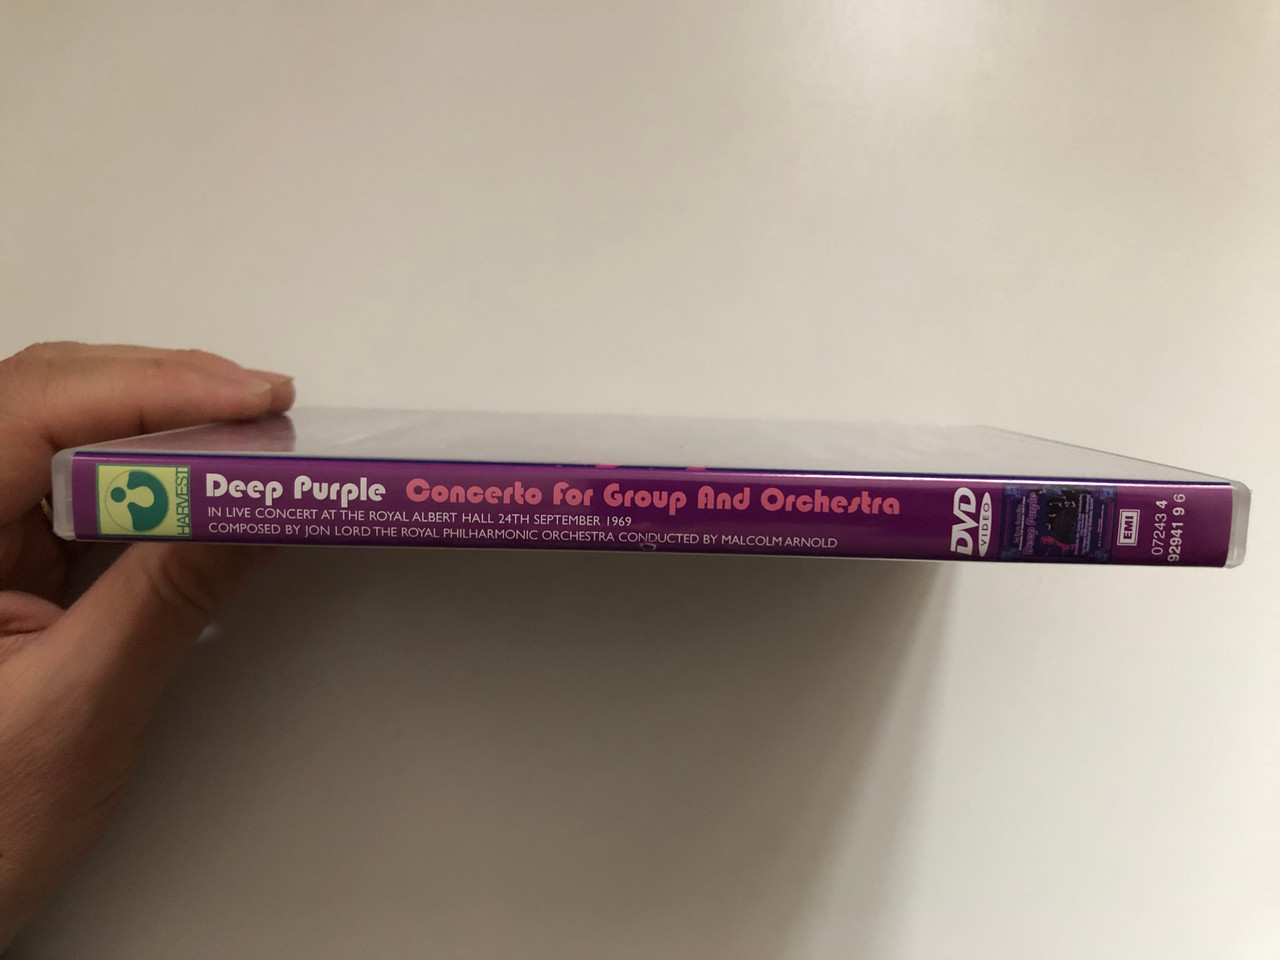 HARVEST
Deep Purple Concerto For Group And Orchestra
IN LIVE CONCERT AT THE ROYAL ALBERT HALL 24TH SEPTEMBER 1969
COMPOSED BY JON LORD THE ROYAL PHILHARMONIC ORCHESTRA CONDUCTED BY MALCOLM ARNOLD
DVD
VIDEO
Deep Purple
EMI
07243 4
92941 9 6